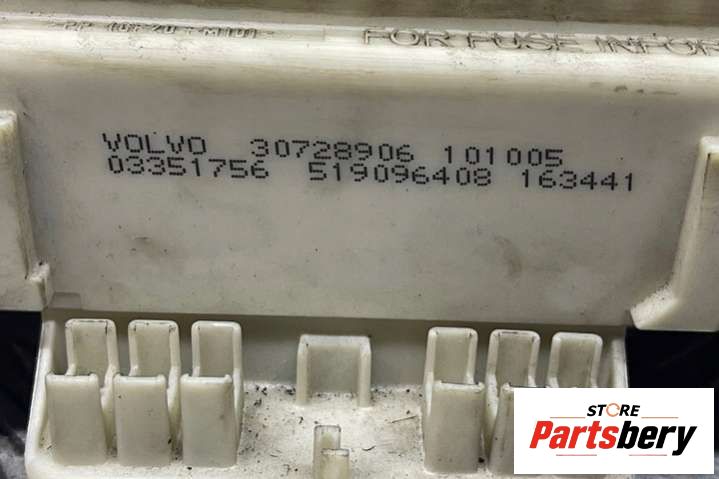 FOR FUSE INFOR
VOLVO 30728906 101005
03351756 519096408 163441
STORE
Partsbery